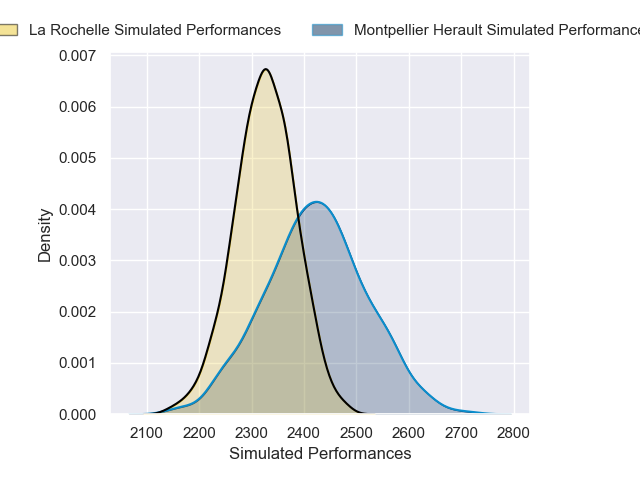 La Rochelle Simulated Performances
Montpellier Herault Simulated Performance
0.007
0.006
0.005
0.004
0.003
0.002
0.001
0.000
Density
2100 2200 2300 2400 2500 2600 2700 2800
Simulated Performances